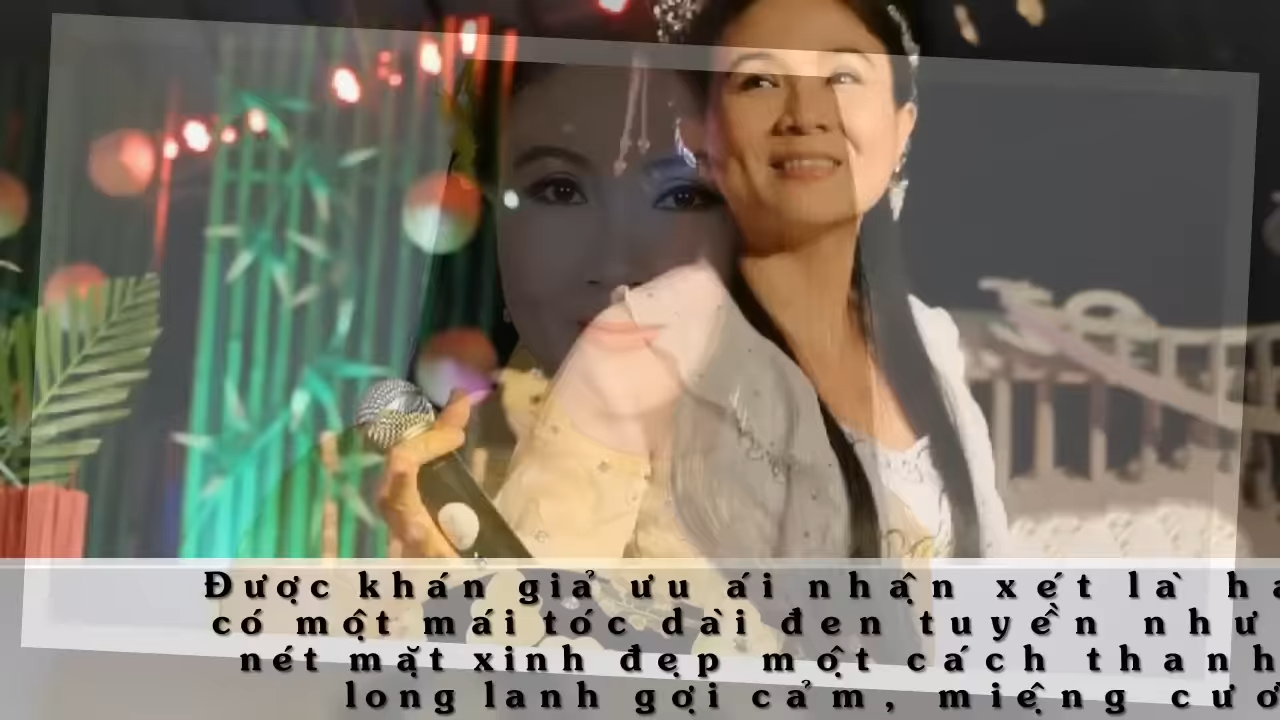 Được khán giả ưu ái nhận xét là
có một mái tóc dài đen tuyền như
nét mặt xinh đẹp một cách thanh
long lanh gợi cảm, miệng